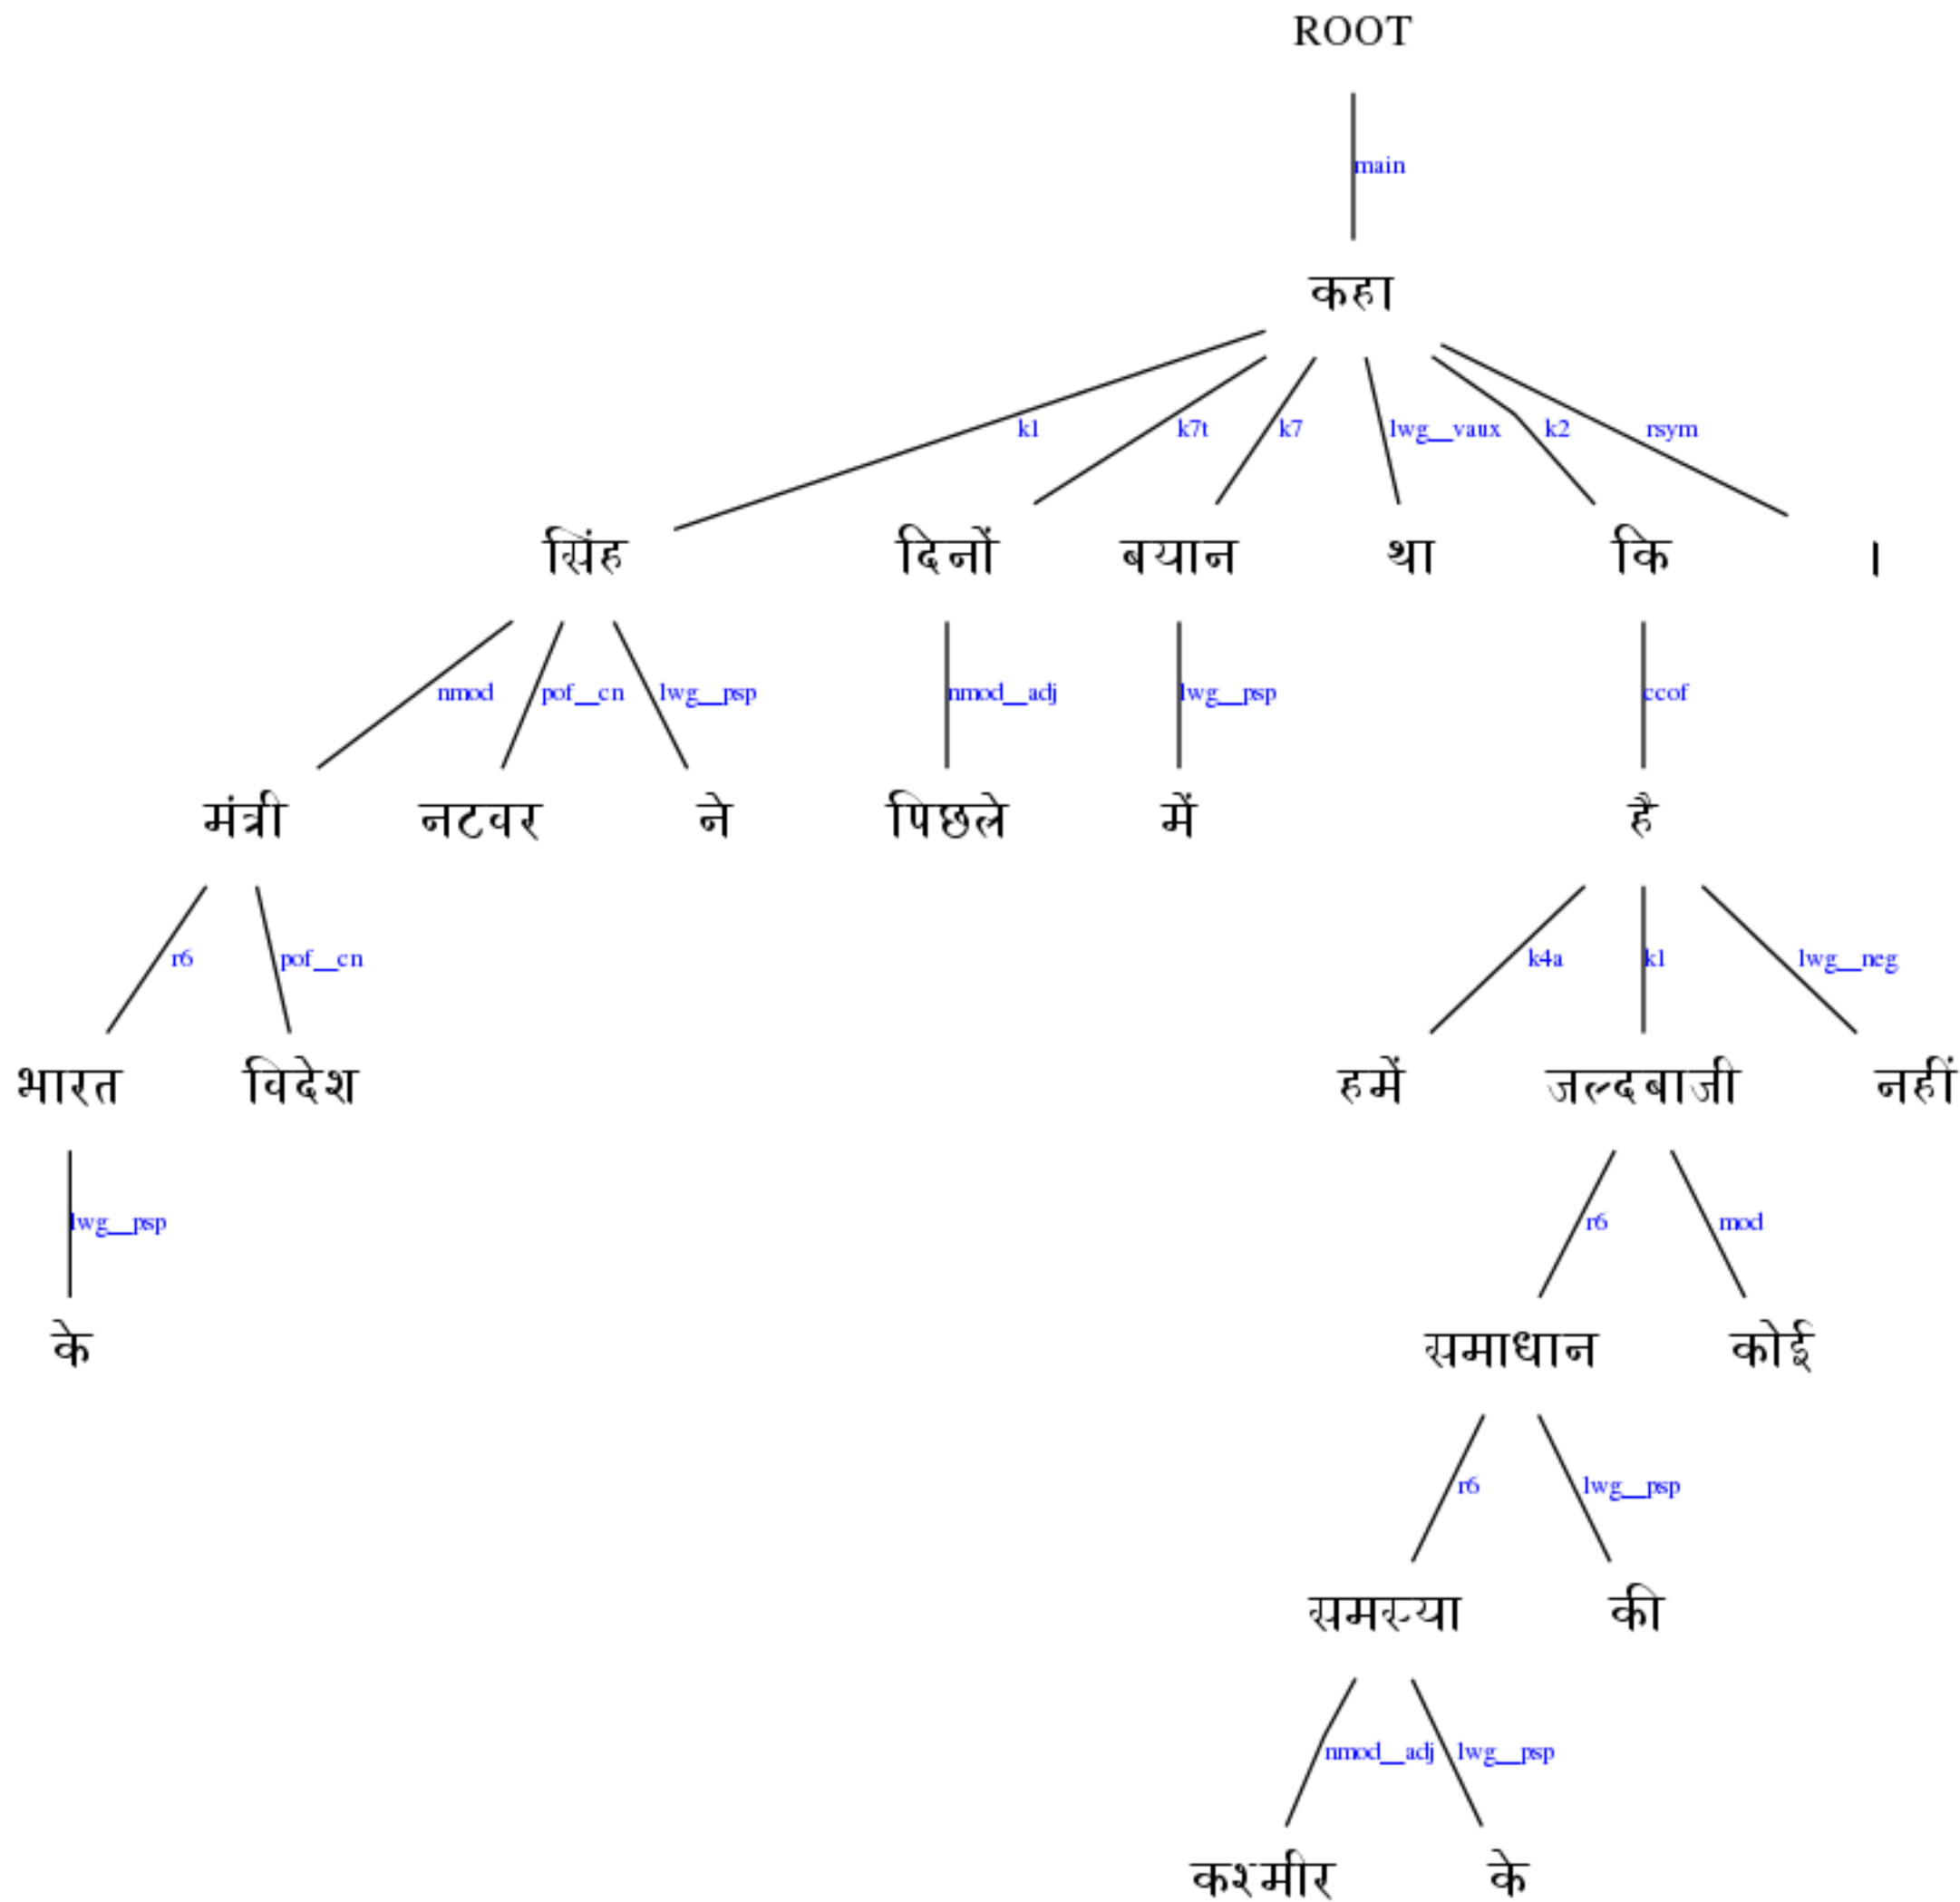 ROOT
main
कहा
k1 k7t k7 lwg__vaux k2 rsym
सिंह दिनों बयान था कि ।
nmod pof__cn lwg__psp nmod__adj lwg__psp ccof
मंत्री नटवर ने पिछले में है
r6 pof__cn k4a k1 lwg__neg
भारत विदेश हमें जल्दबाजी नहीं
lwg__psp r6 mod
के समाधान कोई
r6 lwg__psp
समस्या की
nmod__adj lwg__psp
कश्मीर के